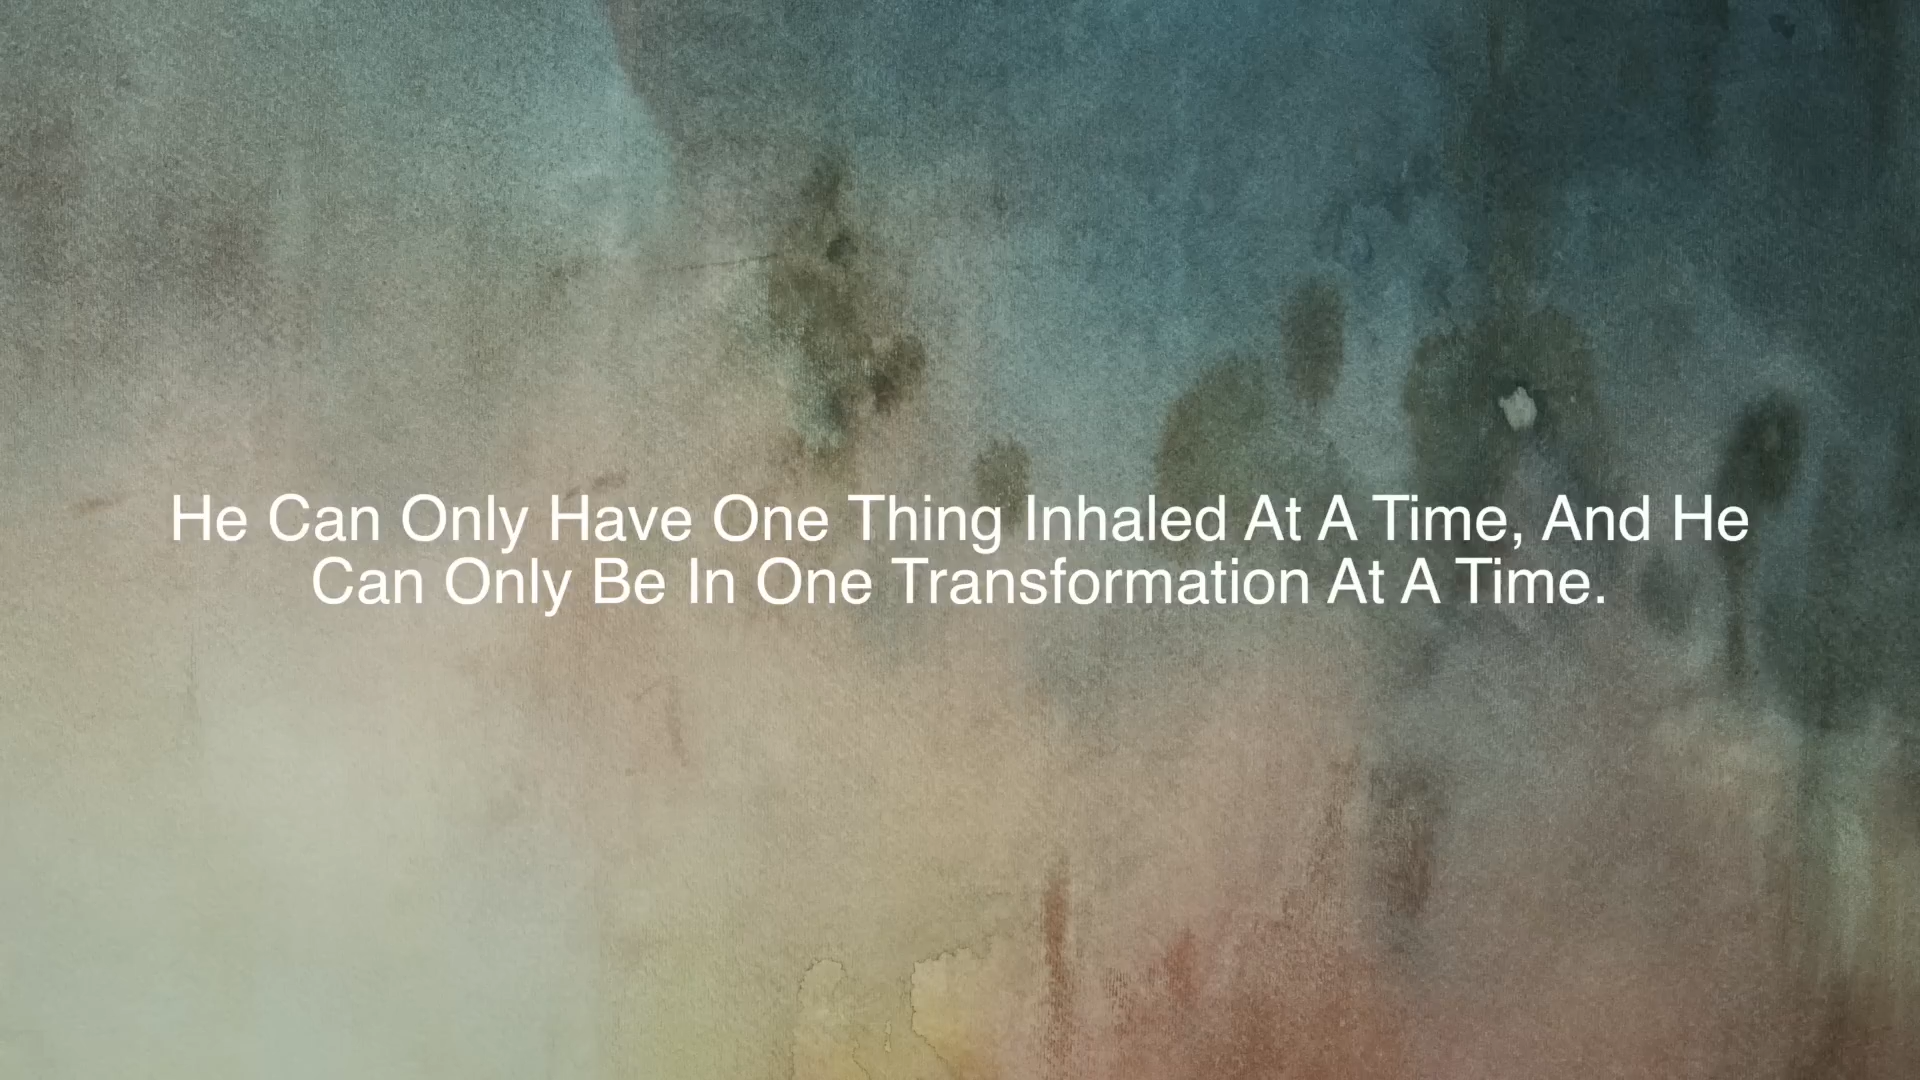 He Can Only Have One Thing Inhaled At A Time, And He
Can Only Be In One Transformation At A Time.